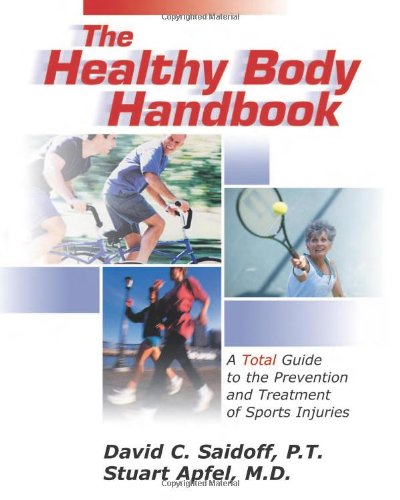 The
Healthy Body
Handbook
A Total Guide
to the Prevention
and Treatment
of Sports Injuries
David C. Saidoff, P.T.
Stuart Apfel, M.D.